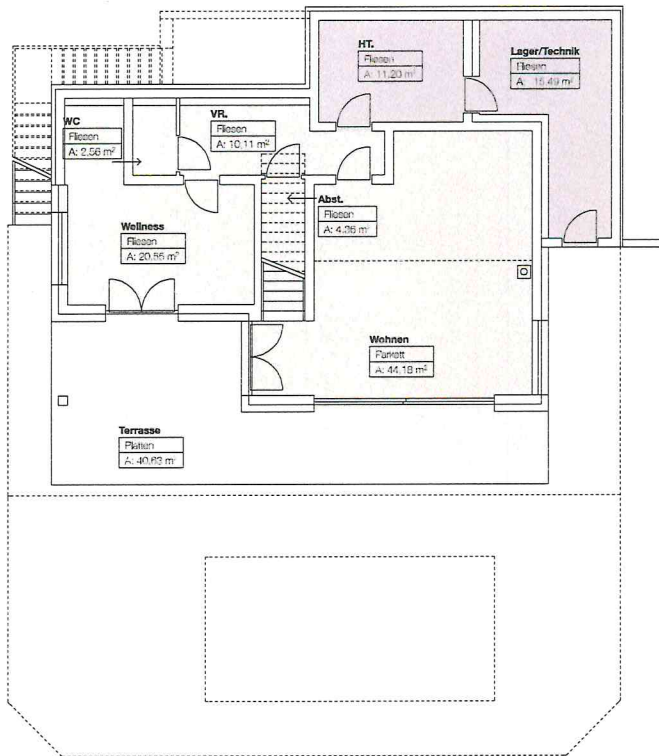 HT.
Fliesen
A: 11,20 m²
Lager/Technik
Fliesen
A: 15,49 m²
WC
Fliesen
A: 2,56 m²
VR.
Fliesen
A: 10,11 m²
Abst.
Fliesen
A: 4,36 m²
Wellness
Fliesen
A: 20,55 m²
Wohnen
Parkett
A: 44,18 m²
Terrasse
Platten
A: 40,63 m²